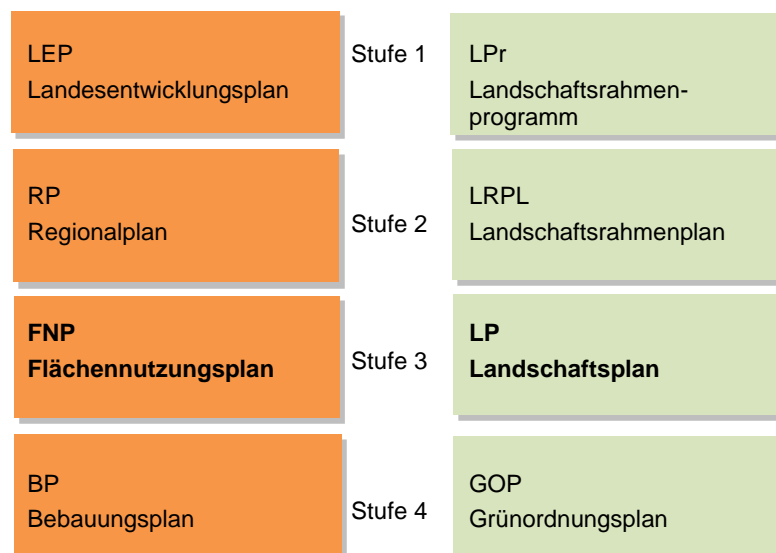 LEP
Landesentwicklungsplan
Stufe 1
LPr
Landschaftsrahmen-
programm
RP
Regionalplan
Stufe 2
LRPL
Landschaftsrahmenplan
FNP
Flächennutzungsplan
Stufe 3
LP
Landschaftsplan
BP
Bebauungsplan
Stufe 4
GOP
Grünordnungsplan